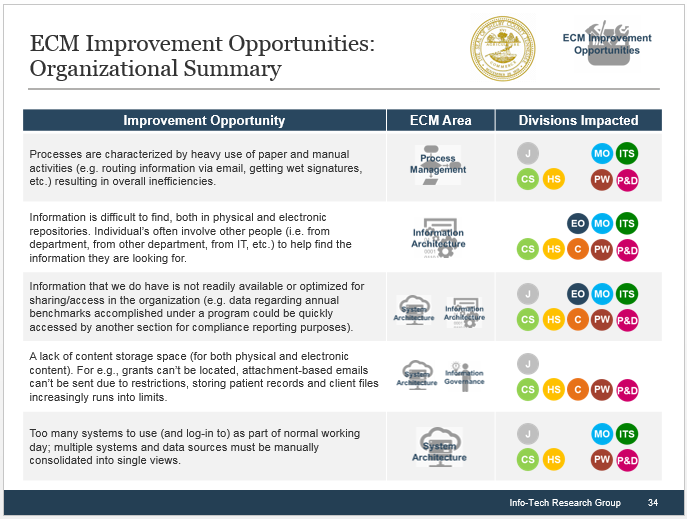 ECM Improvement Opportunities:
Organizational Summary
ECM Improvement
Opportunities
Improvement Opportunity
ECM Area
Divisions Impacted
Processes are characterized by heavy use of paper and manual
activities (e.g. routing information via email, getting wet signatures,
etc.) resulting in overall inefficiencies.
Process
Management
J MO ITS
CS HS PW P&D
Information is difficult to find, both in physical and electronic
repositories. Individual's often involve other people (i.e. from
department, from other department, from IT, etc.) to help find the
information they are looking for.
Information
Architecture
EO MO ITS
CS HS C PW P&D
Information that we do have is not readily available or optimized for
sharing/access in the organization (e.g. data regarding annual
benchmarks accomplished under a program could be quickly
accessed by another section for compliance reporting purposes).
System
Architecture
Information
Architecture
J EO MO ITS
CS HS C PW P&D
A lack of content storage space (for both physical and electronic
content). For e.g., grants can't be located, attachment-based emails
can't be sent due to restrictions, storing patient records and client files
increasingly runs into limits.
System
Architecture
Information
Governance
J
CS HS C PW P&D
Too many systems to use (and log-in to) as part of normal working
day; multiple systems and data sources must be manually
consolidated into single views.
System
Architecture
J MO ITS
CS HS PW P&D
Info-Tech Research Group 34